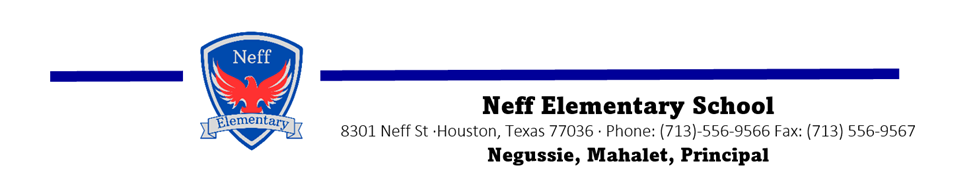 Neff
Elementary
Neff Elementary School
8301 Neff St ·Houston, Texas 77036 · Phone: (713)-556-9566 Fax: (713) 556-9567
Negussie, Mahalet, Principal